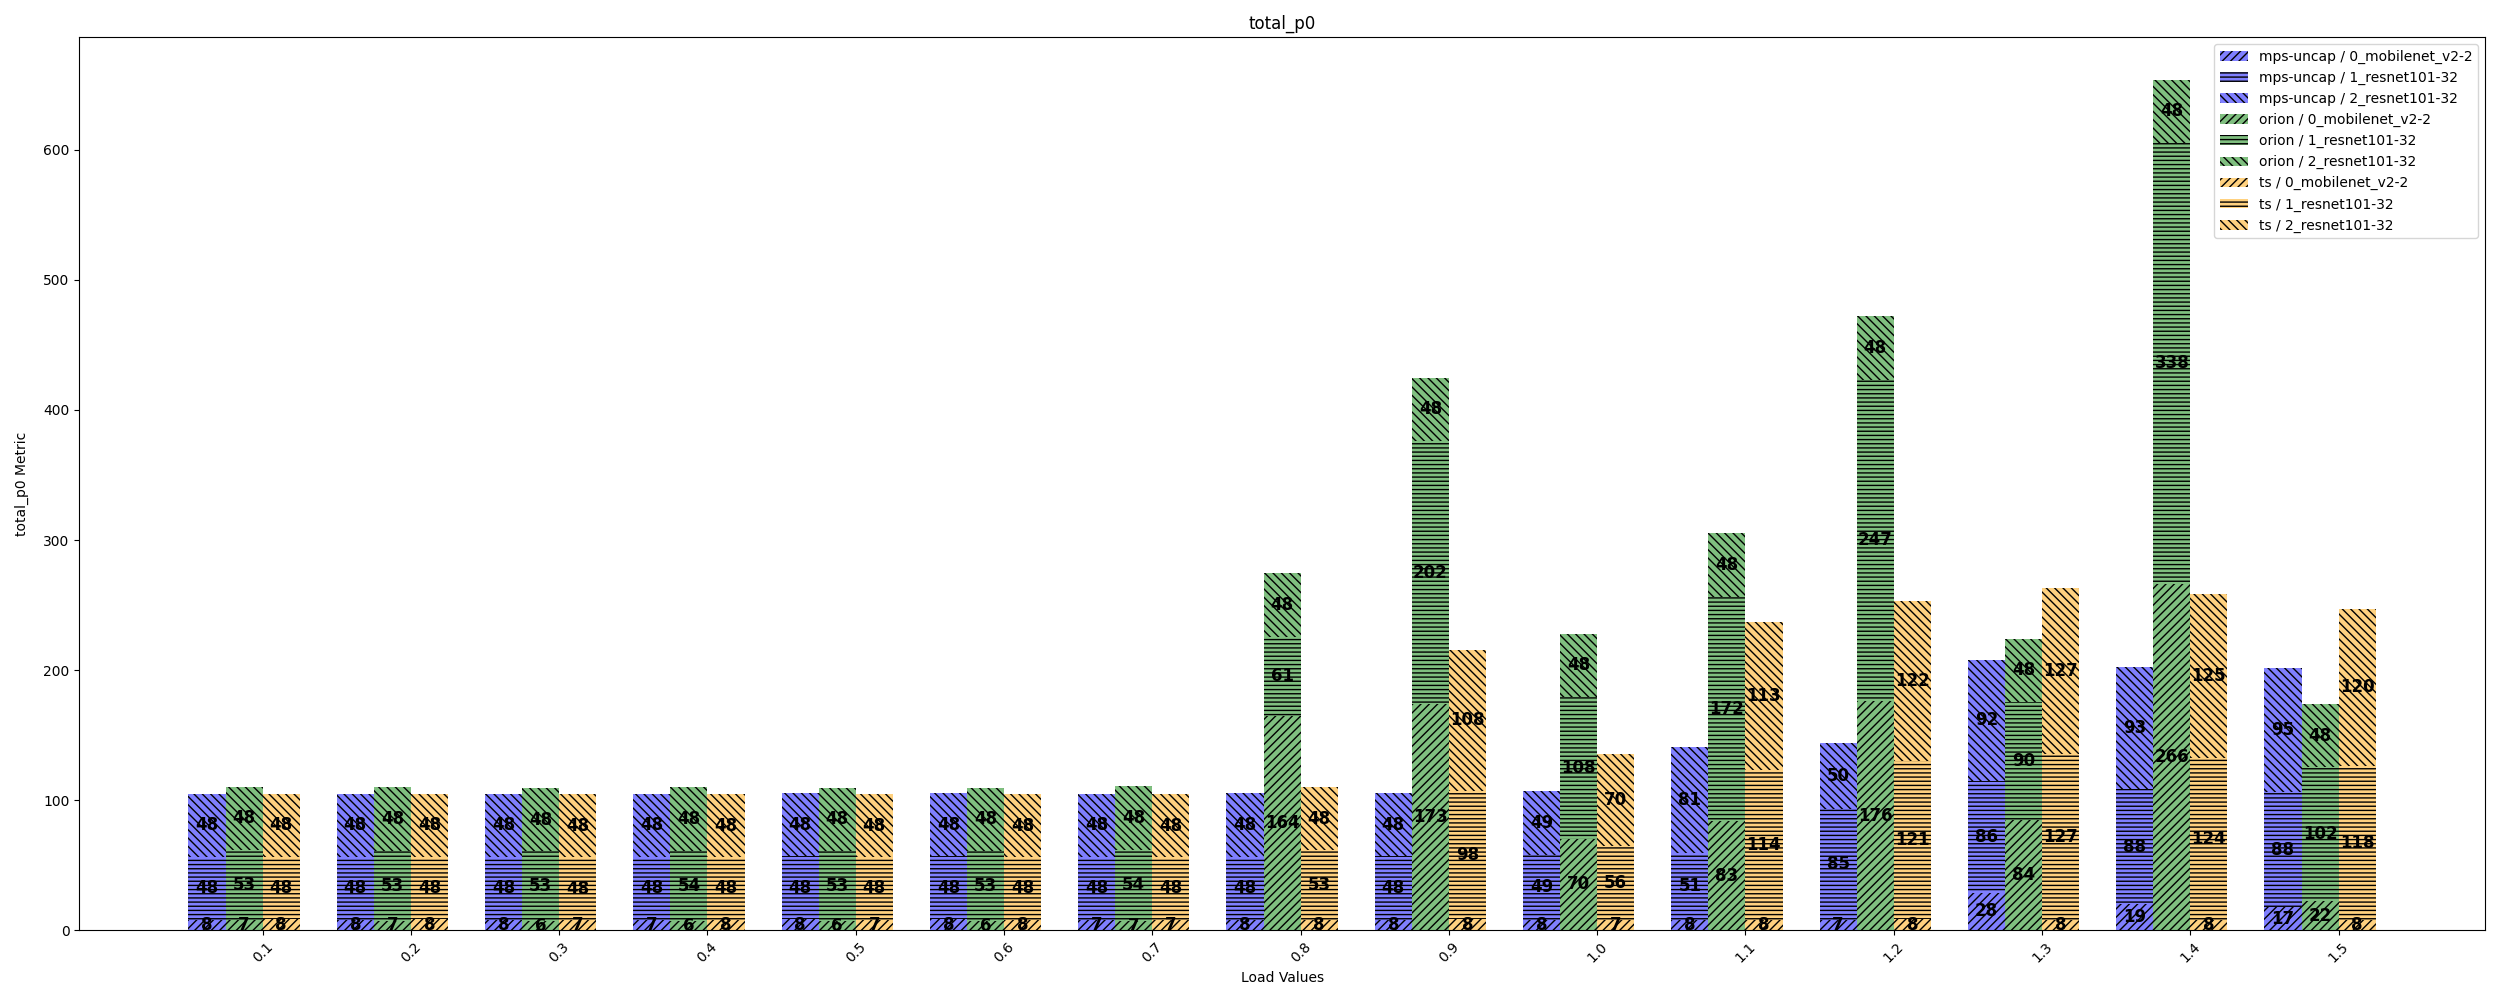 total_p0
mps-uncap / 0_mobilenet_v2-2
mps-uncap / 1_resnet101-32
mps-uncap / 2_resnet101-32
orion / 0_mobilenet_v2-2
orion / 1_resnet101-32
orion / 2_resnet101-32
ts / 0_mobilenet_v2-2
ts / 1_resnet101-32
ts / 2_resnet101-32
total_p0 Metric
600
500
400
300
200
100
0
8 48 48
7 53 48
8 48 48
8 48 48
7 53 48
8 48 48
8 48 48
6 53 48
7 48 48
7 48 48
6 54 48
8 48 48
8 48 48
6 53 48
7 48 48
8 48 48
6 53 48
8 48 48
7 48 48
7 54 48
7 48 48
8 48 48
164 61 48
8 53 48
8 48 48
173 202 48
8 98 108
8 49 49
70 108 48
7 56 70
8 51 81
83 172 48
8 114 113
7 85 50
176 247 48
8 121 122
28 86 92
84 90 48
8 127 127
19 88 93
266 338 48
8 124 125
17 88 95
22 102 48
8 118 120
0.1 0.2 0.3 0.4 0.5 0.6 0.7 0.8 0.9 1.0 1.1 1.2 1.3 1.4 1.5
Load Values